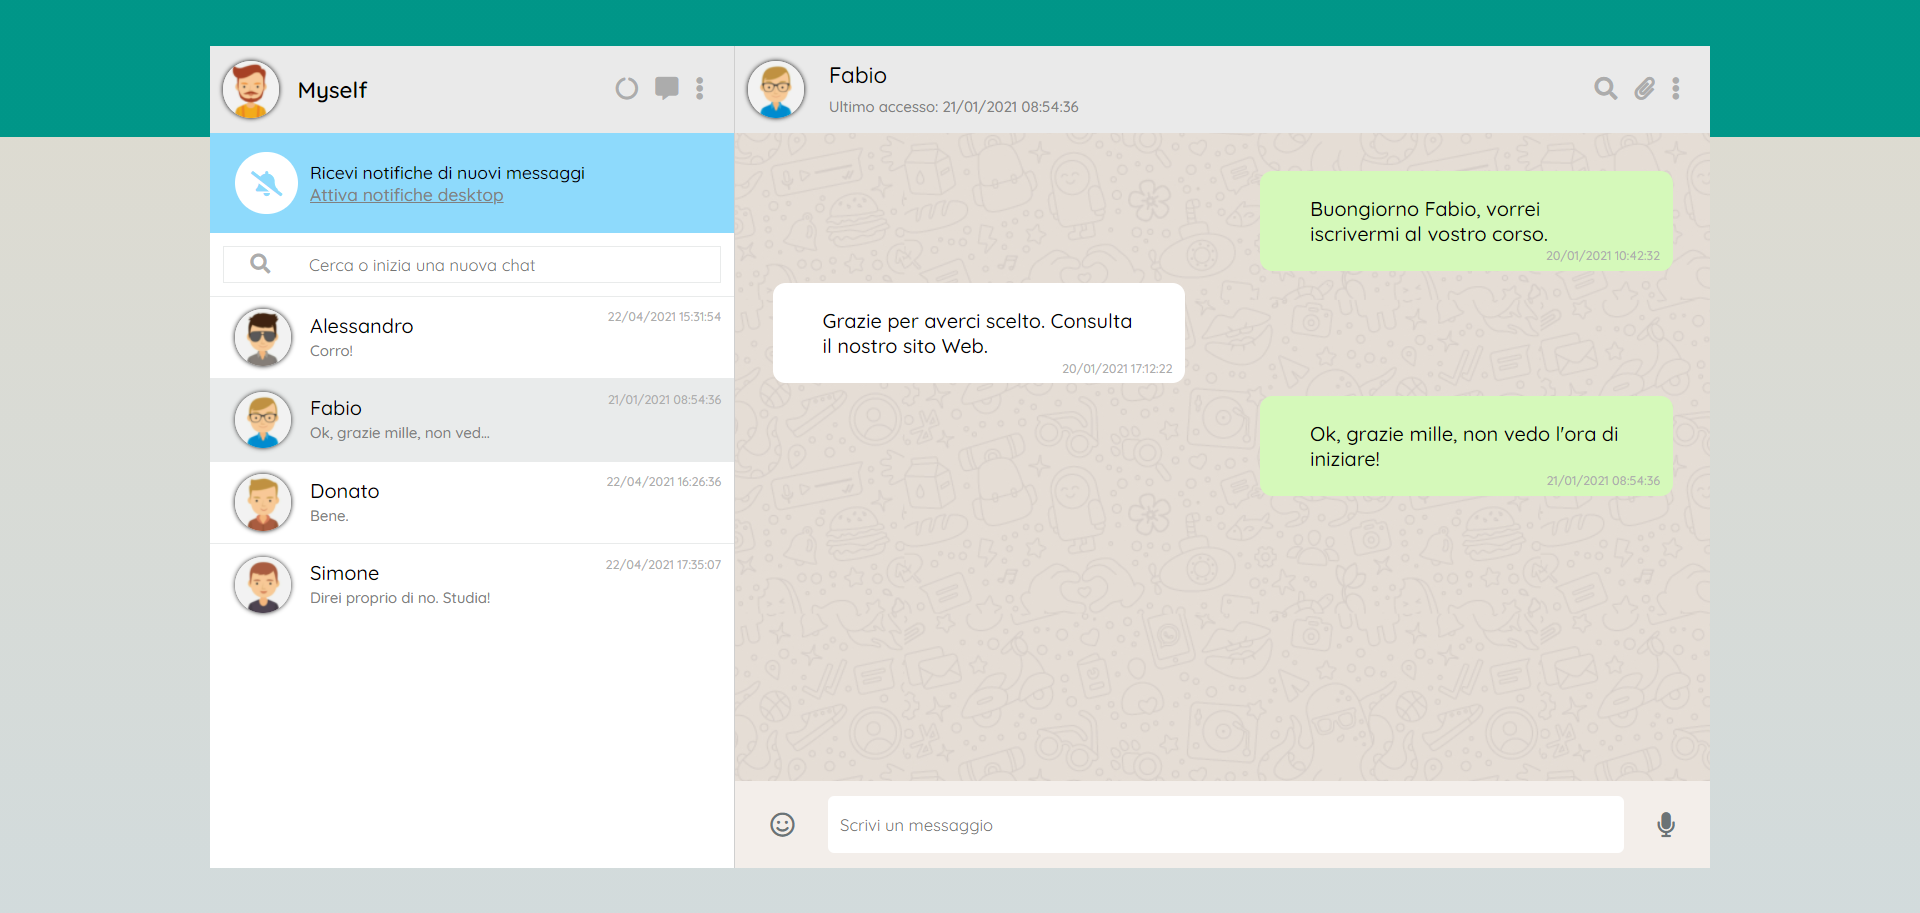 Myself
Ricevi notifiche di nuovi messaggi
Attiva notifiche desktop
Cerca o inizia una nuova chat
Alessandro
22/04/2021 15:31:54
Corro!
Fabio
21/01/2021 08:54:36
Ok, grazie mille, non ved...
Donato
22/04/2021 16:26:36
Bene.
Simone
22/04/2021 17:35:07
Direi proprio di no. Studia!
Fabio
Ultimo accesso: 21/01/2021 08:54:36
Buongiorno Fabio, vorrei
iscrivermi al vostro corso.
20/01/2021 10:42:32
Grazie per averci scelto. Consulta
il nostro sito Web.
20/01/2021 17:12:22
Ok, grazie mille, non vedo l'ora di
iniziare!
21/01/2021 08:54:36
Scrivi un messaggio